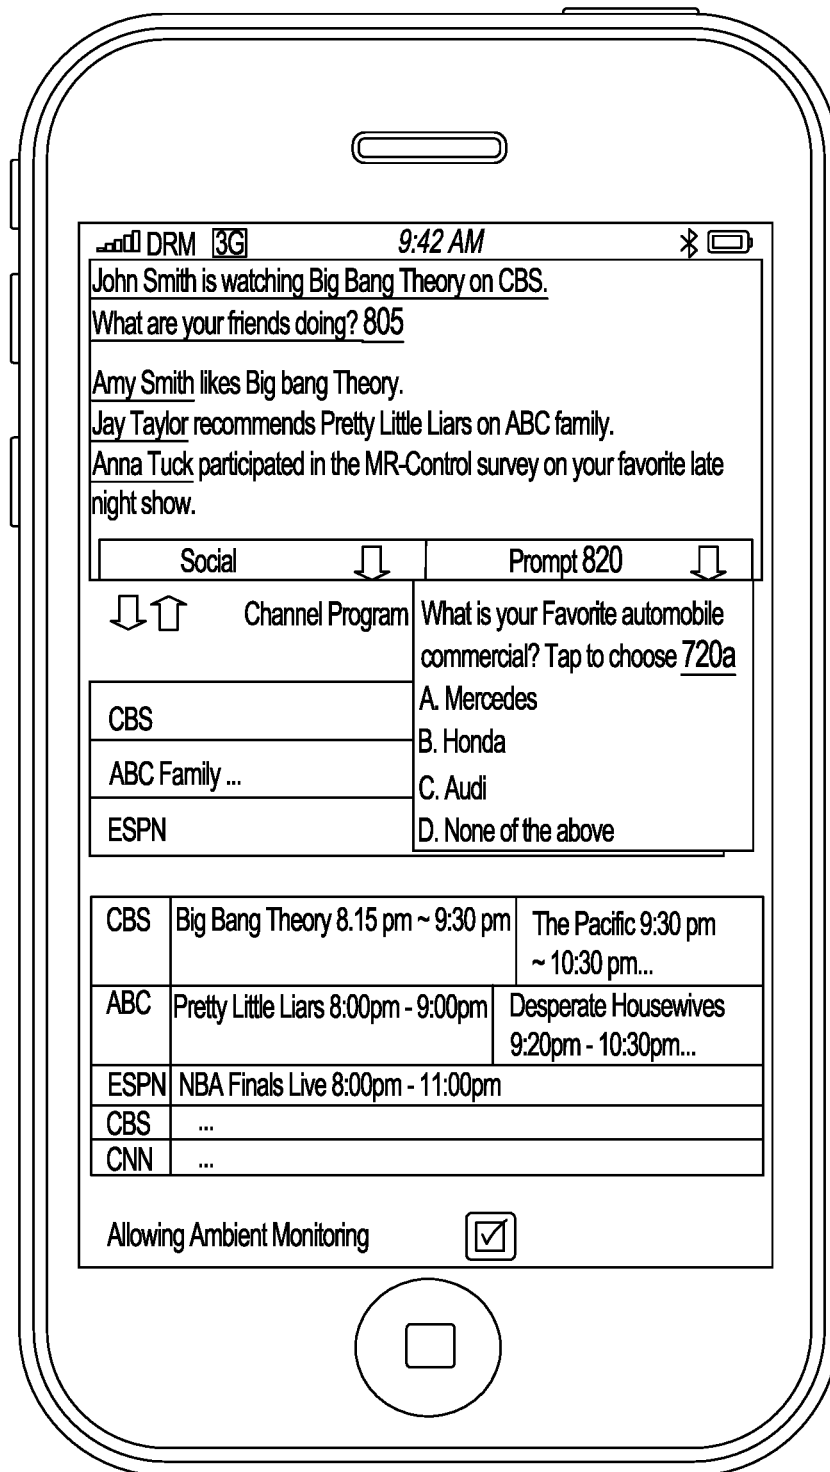 DRM 3G 9:42 AM
John Smith is watching Big Bang Theory on CBS.
What are your friends doing? 805
Amy Smith likes Big bang Theory.
Jay Taylor recommends Pretty Little Liars on ABC family.
Anna Tuck participated in the MR-Control survey on your favorite late
night show.
Social Prompt 820
Channel Program
What is your Favorite automobile
commercial? Tap to choose 720a
A. Mercedes
B. Honda
C. Audi
D. None of the above
CBS
ABC Family ...
ESPN
CBS Big Bang Theory 8.15 pm ~ 9:30 pm The Pacific 9:30 pm
~ 10:30 pm...
ABC Pretty Little Liars 8:00pm - 9:00pm Desperate Housewives
9:20pm - 10:30pm...
ESPN NBA Finals Live 8:00pm - 11:00pm
CBS ...
CNN ...
Allowing Ambient Monitoring